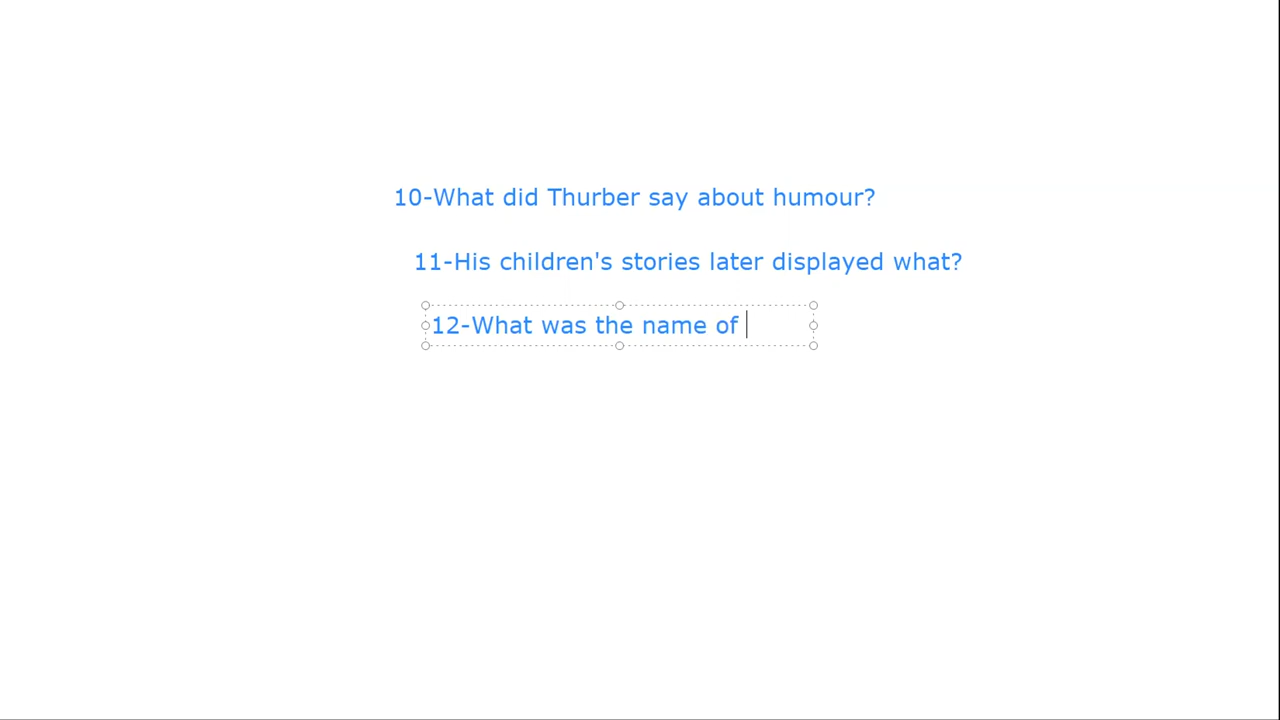 10-What did Thurber say about humour?
11-His children's stories later displayed what?
12-What was the name of